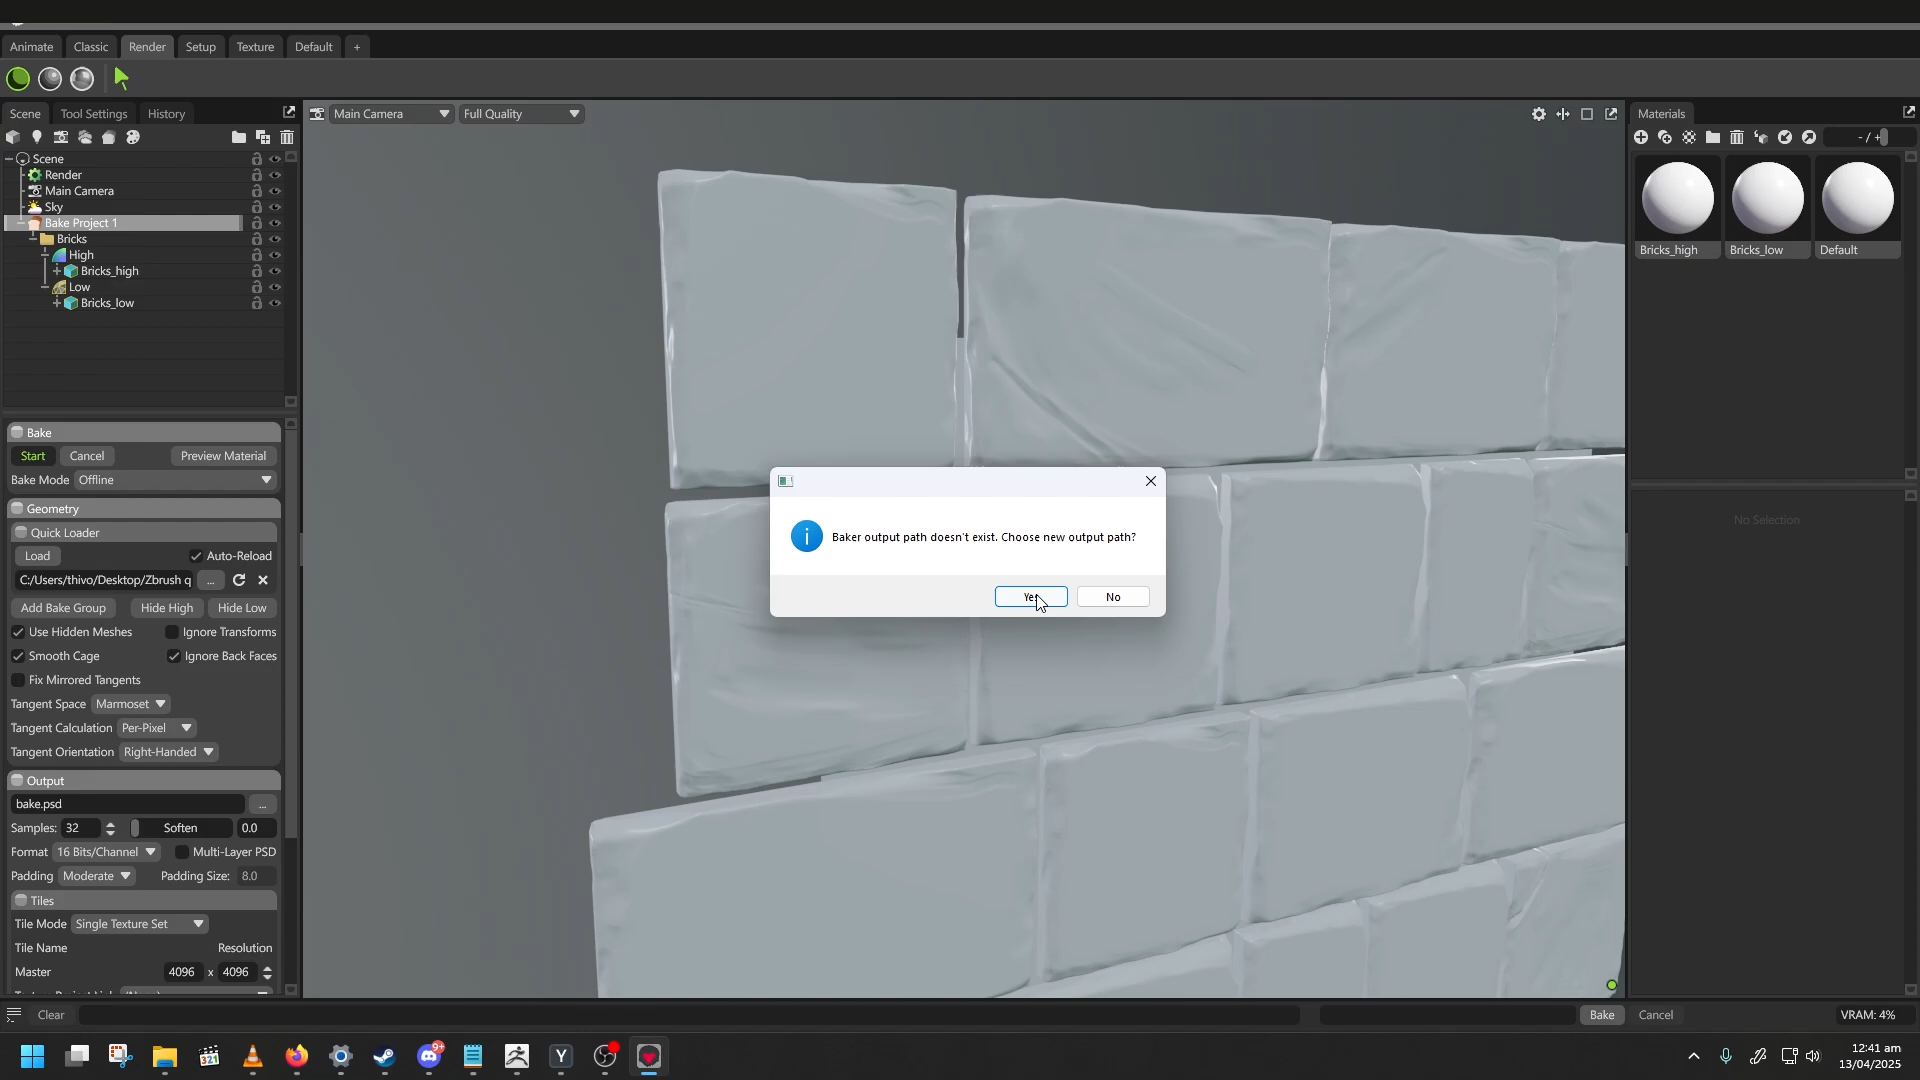 Animate Classic Render Setup Texture Default +
Scene Tool Settings History
Main Camera Full Quality
Materials
- / +
Scene
Render
Main Camera
Sky
Bake Project 1
Bricks
High
Bricks_high
Low
Bricks_low
Bricks_high Bricks_low Default
No Selection
Bake
Start Cancel Preview Material
Bake Mode Offline
Geometry
Quick Loader
Load Auto-Reload
C:/Users/thivo/Desktop/Zbrush q ...
Add Bake Group Hide High Hide Low
Use Hidden Meshes Ignore Transforms
Smooth Cage Ignore Back Faces
Fix Mirrored Tangents
Tangent Space Marmoset
Tangent Calculation Per-Pixel
Tangent Orientation Right-Handed
Output
bake.psd ...
Samples: 32 Soften 0.0
Format 16 Bits/Channel Multi-Layer PSD
Padding Moderate Padding Size: 8.0
Tiles
Tile Mode Single Texture Set
Tile Name Resolution
Master 4096 x 4096
Baker output path doesn't exist. Choose new output path?
Yes No
Clear Bake Cancel VRAM: 4%
321
9+
Y
12:41 am
13/04/2025